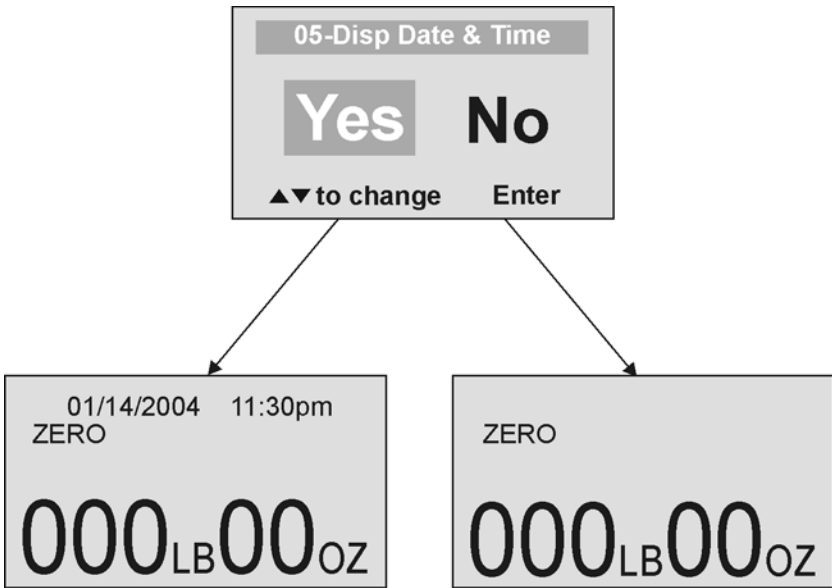 05-Disp Date & Time
Yes No
▲▼to change Enter
01/14/2004 11:30pm
ZERO
000LB00OZ
ZERO
000LB00OZ